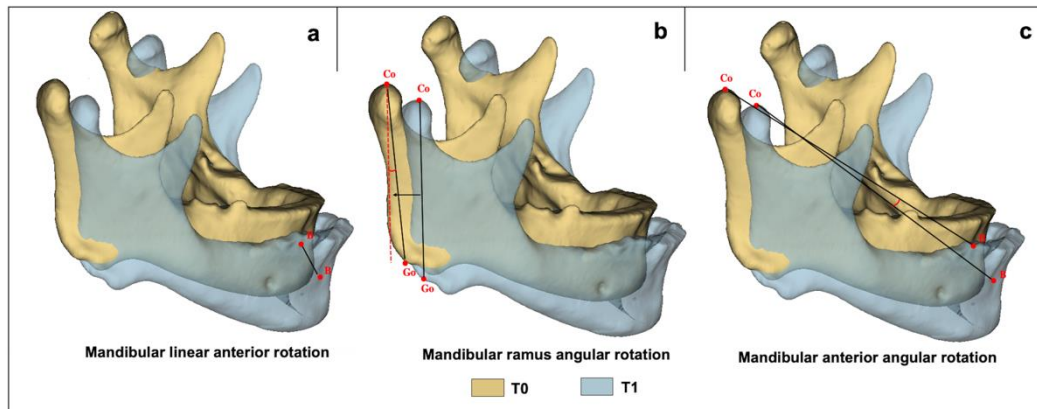 a
b
c
Co
Co
Go
Go
Co
Co
B
B
B
B
Mandibular linear anterior rotation
Mandibular ramus angular rotation
Mandibular anterior angular rotation
T0
T1